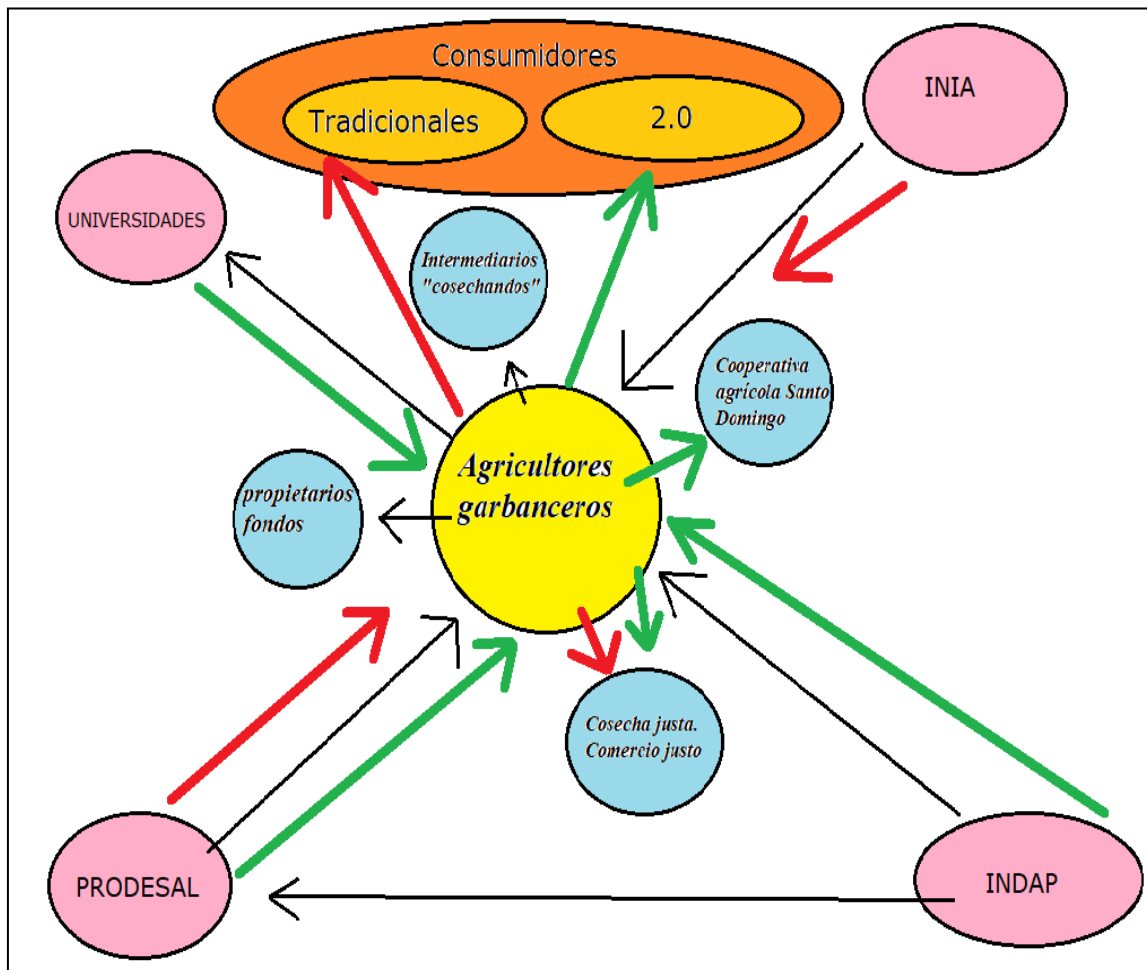 Consumidores
Tradicionales
2.0
INIA
UNIVERSIDADES
Intermediarios
"cosechandos"
Cooperativa
agrícola Santo
Domingo
Agricultores
garbanceros
propietarios
fondos
Cosecha justa.
Comercio justo
PRODESAL
INDAP